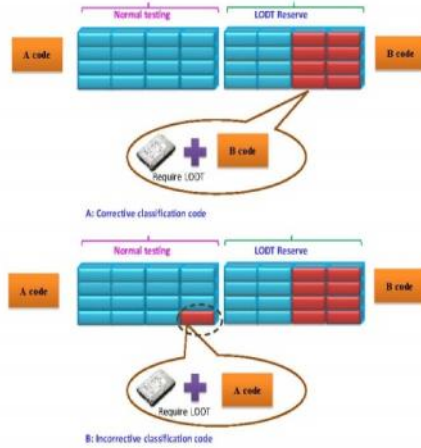 Normal testing
LODT Reserve
A code
B code
B code
Require LODT
A: Corrective classification code
Normal testing
LODT Reserve
A code
B code
A code
Require LODT
B: Incorrective classification code